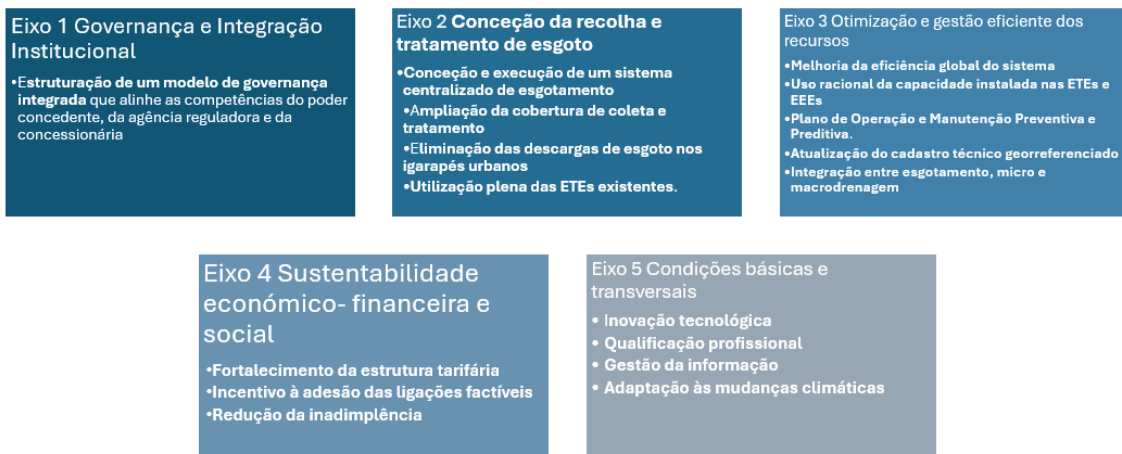 Eixo 1 Governança e Integração
Institucional
•Estruturação de um modelo de governança
integrada que alinhe as competências do poder
concedente, da agência reguladora e da
concessionária
Eixo 2 Conceção da recolha e
tratamento de esgoto
•Conceção e execução de um sistema
centralizado de esgotamento
•Ampliação da cobertura de coleta e
tratamento
•Eliminação das descargas de esgoto nos
igarapés urbanos
•Utilização plena das ETEs existentes.
Eixo 3 Otimização e gestão eficiente dos
recursos
•Melhoria da eficiência global do sistema
•Uso racional da capacidade instalada nas ETEs e
EEEs
•Plano de Operação e Manutenção Preventiva e
Preditiva.
•Atualização do cadastro técnico georreferenciado
•Integração entre esgotamento, micro e
macrodrenagem
Eixo 4 Sustentabilidade
económico- financeira e
social
•Fortalecimento da estrutura tarifária
•Incentivo à adesão das ligações factíveis
•Redução da inadimplência
Eixo 5 Condições básicas e
transversais
• Inovação tecnológica
• Qualificação profissional
• Gestão da informação
• Adaptação às mudanças climáticas